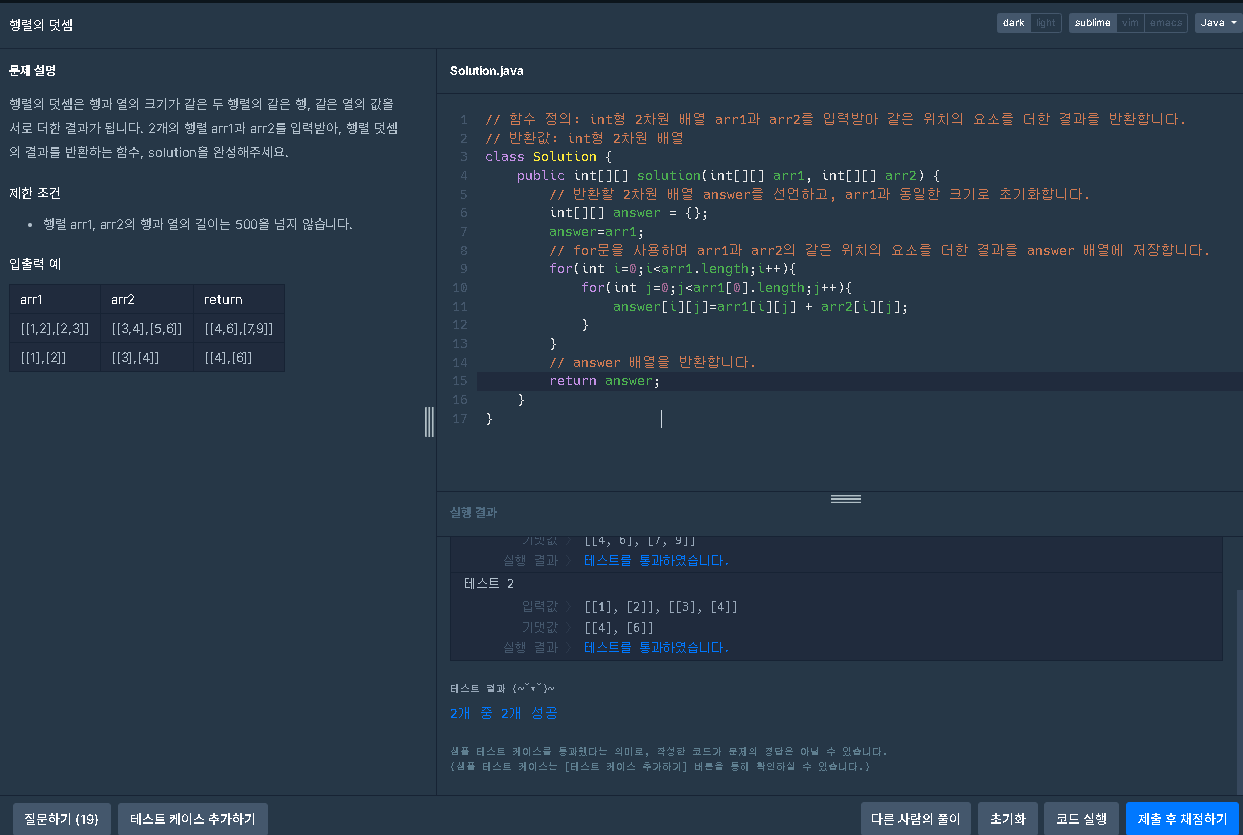 행렬의 덧셈
dark light
sublime vim emacs
Java
문제 설명
행렬의 덧셈은 행과 열의 크기가 같은 두 행렬의 같은 행, 같은 열의 값을
서로 더한 결과가 됩니다. 2개의 행렬 arr1과 arr2를 입력받아, 행렬 덧셈
의 결과를 반환하는 함수, solution을 완성해주세요.
제한 조건
행렬 arr1, arr2의 행과 열의 길이는 500을 넘지 않습니다.
입출력 예
arr1 arr2 return
[[1,2],[2,3]] [[3,4],[5,6]] [[4,6],[7,9]]
[[1],[2]] [[3],[4]] [[4],[6]]
Solution.java
1 // 함수 정의: int형 2차원 배열 arr1과 arr2를 입력받아 같은 위치의 요소를 더한 결과를 반환합니다.
2 // 반환값: int형 2차원 배열
3 class Solution {
4 public int[][] solution(int[][] arr1, int[][] arr2) {
5 // 반환할 2차원 배열 answer를 선언하고, arr1과 동일한 크기로 초기화합니다.
6 int[][] answer = {};
7 answer=arr1;
8 // for문을 사용하여 arr1과 arr2의 같은 위치의 요소를 더한 결과를 answer 배열에 저장합니다.
9 for(int i=0;i<arr1.length;i++){
10 for(int j=0;j<arr1[0].length;j++){
11 answer[i][j]=arr1[i][j] + arr2[i][j];
12 }
13 }
14 // answer 배열을 반환합니다.
15 return answer;
16 }
17 }
실행 결과
기댓값 〉 [[4, 6], [7, 9]]
실행 결과 〉 테스트를 통과하였습니다.
테스트 2
입력값 〉 [[1], [2]], [[3], [4]]
기댓값 〉 [[4], [6]]
실행 결과 〉 테스트를 통과하였습니다.
테스트 결과 (~˘▾˘)~
2개 중 2개 성공
샘플 테스트 케이스를 통과했다는 의미로, 작성한 코드가 문제의 정답은 아닐 수 있습니다.
(샘플 테스트 케이스는 [테스트 케이스 추가하기] 버튼을 통해 확인하실 수 있습니다.)
질문하기 (19) 테스트 케이스 추가하기 다른 사람의 풀이 초기화 코드 실행 제출 후 채점하기